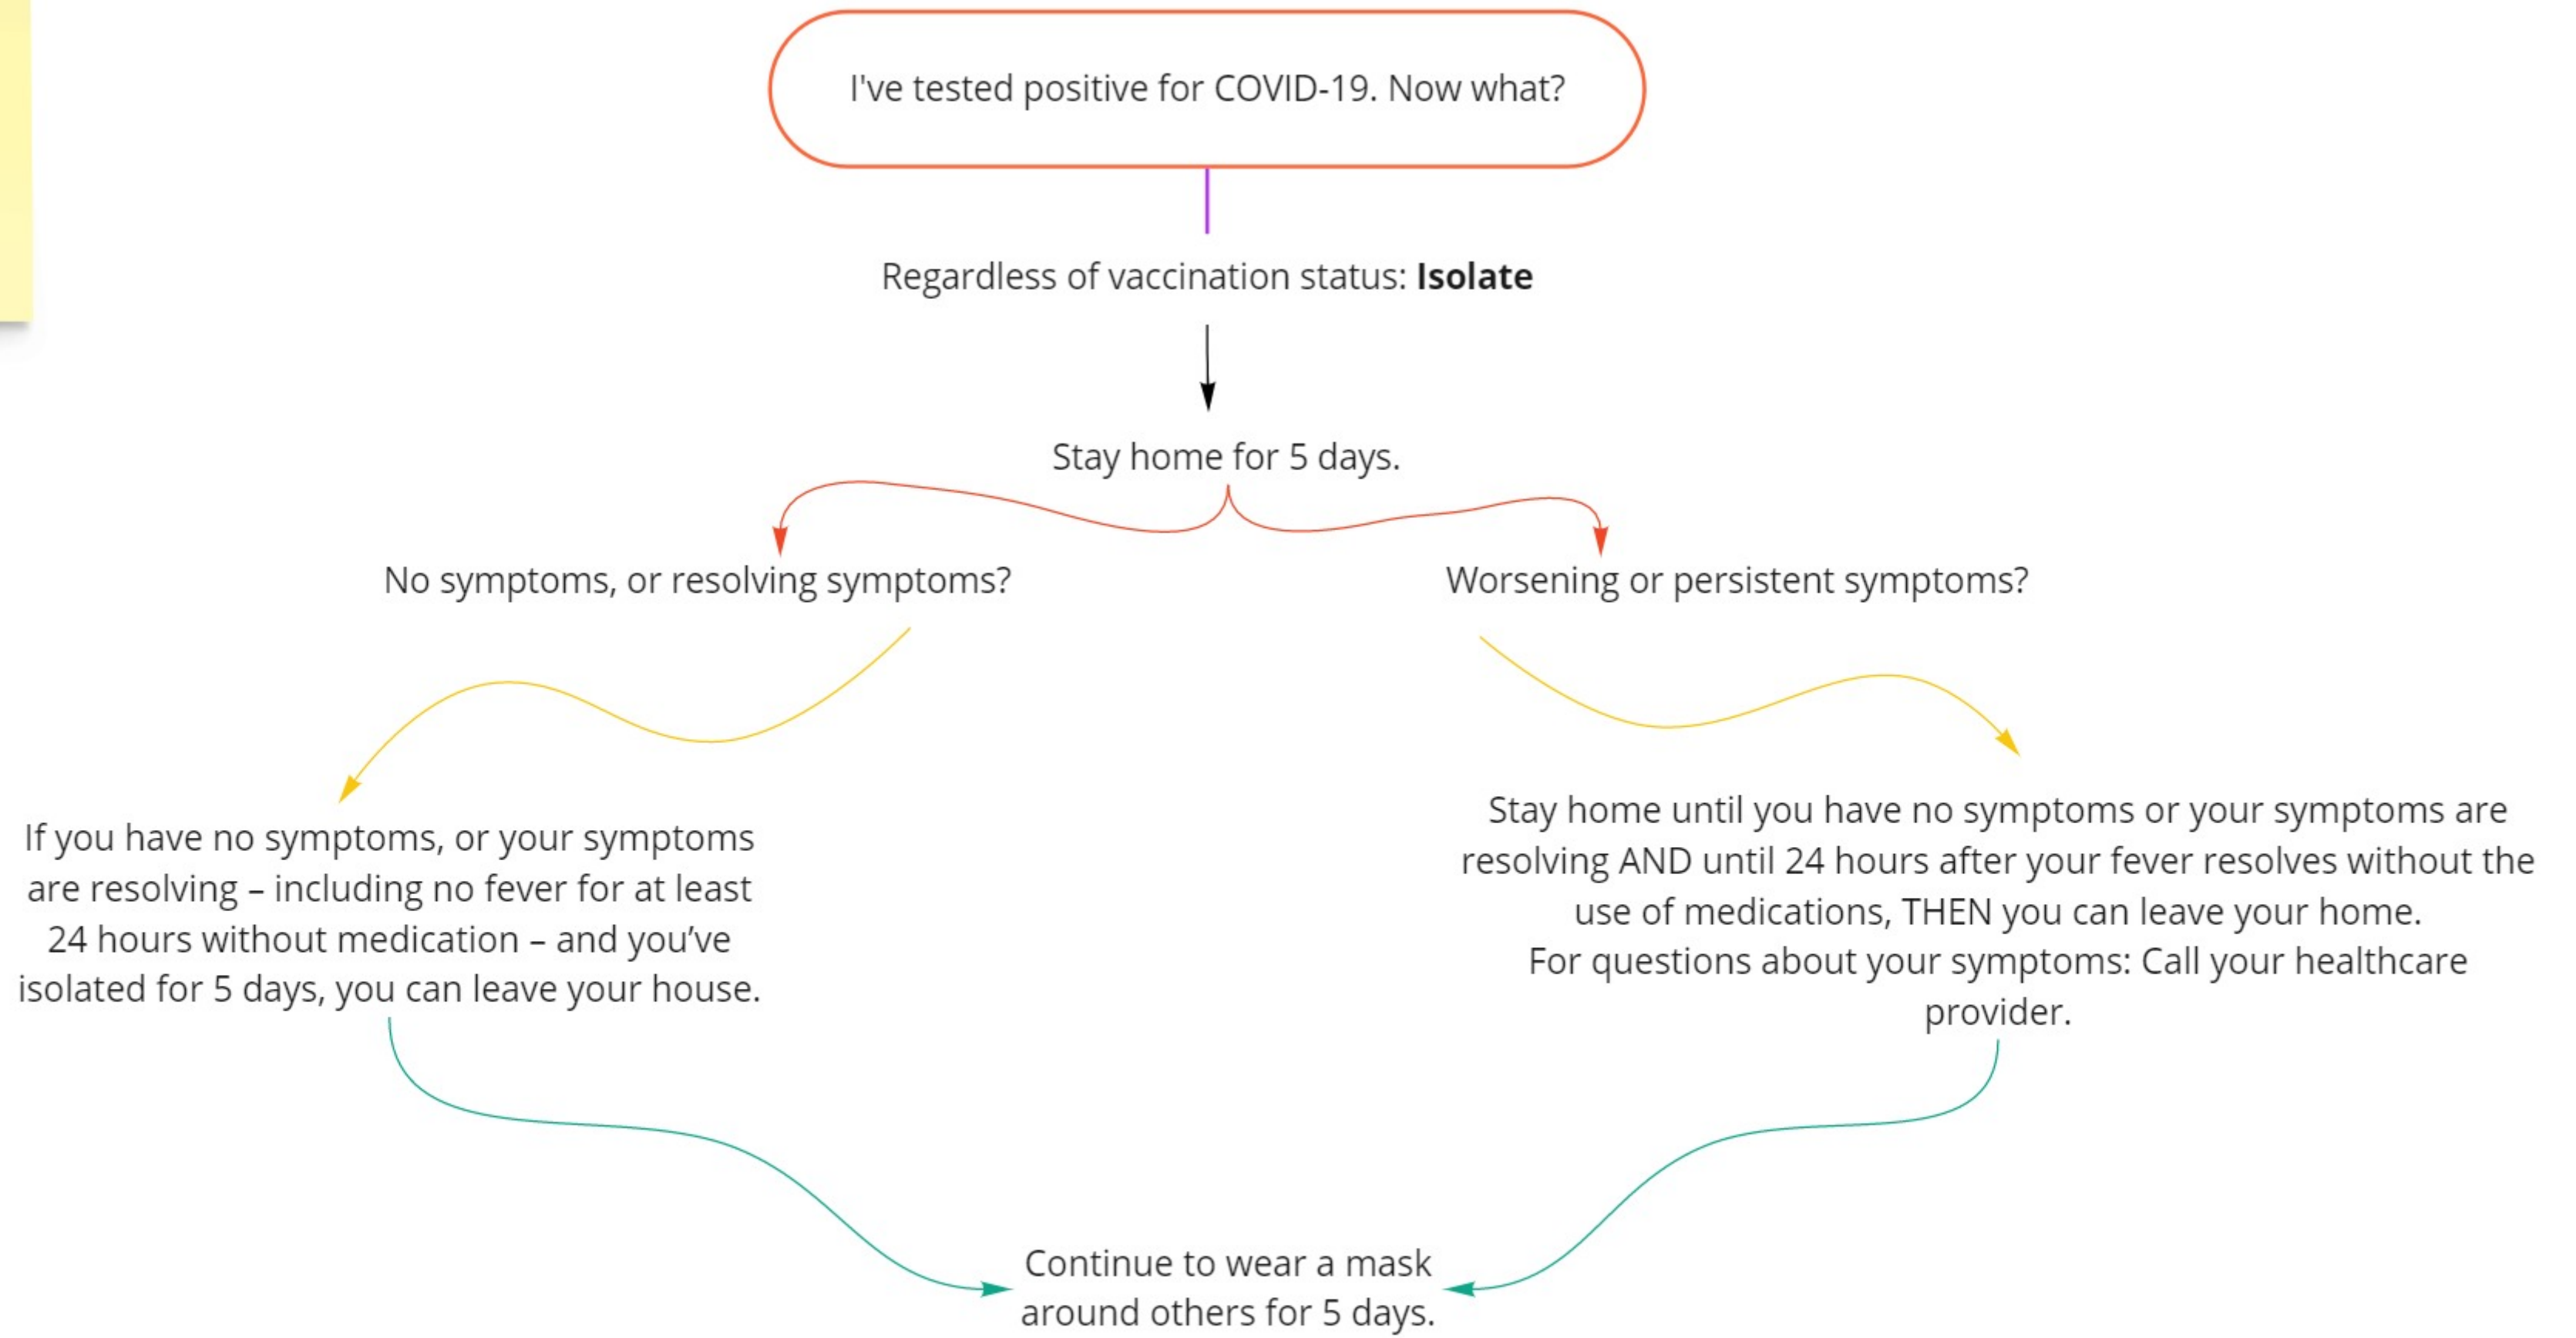 I've tested positive for COVID-19. Now what?
Regardless of vaccination status: Isolate
Stay home for 5 days.
No symptoms, or resolving symptoms?
Worsening or persistent symptoms?
If you have no symptoms, or your symptoms
are resolving – including no fever for at least
24 hours without medication – and you’ve
isolated for 5 days, you can leave your house.
Stay home until you have no symptoms or your symptoms are
resolving AND until 24 hours after your fever resolves without the
use of medications, THEN you can leave your home.
For questions about your symptoms: Call your healthcare
provider.
Continue to wear a mask
around others for 5 days.